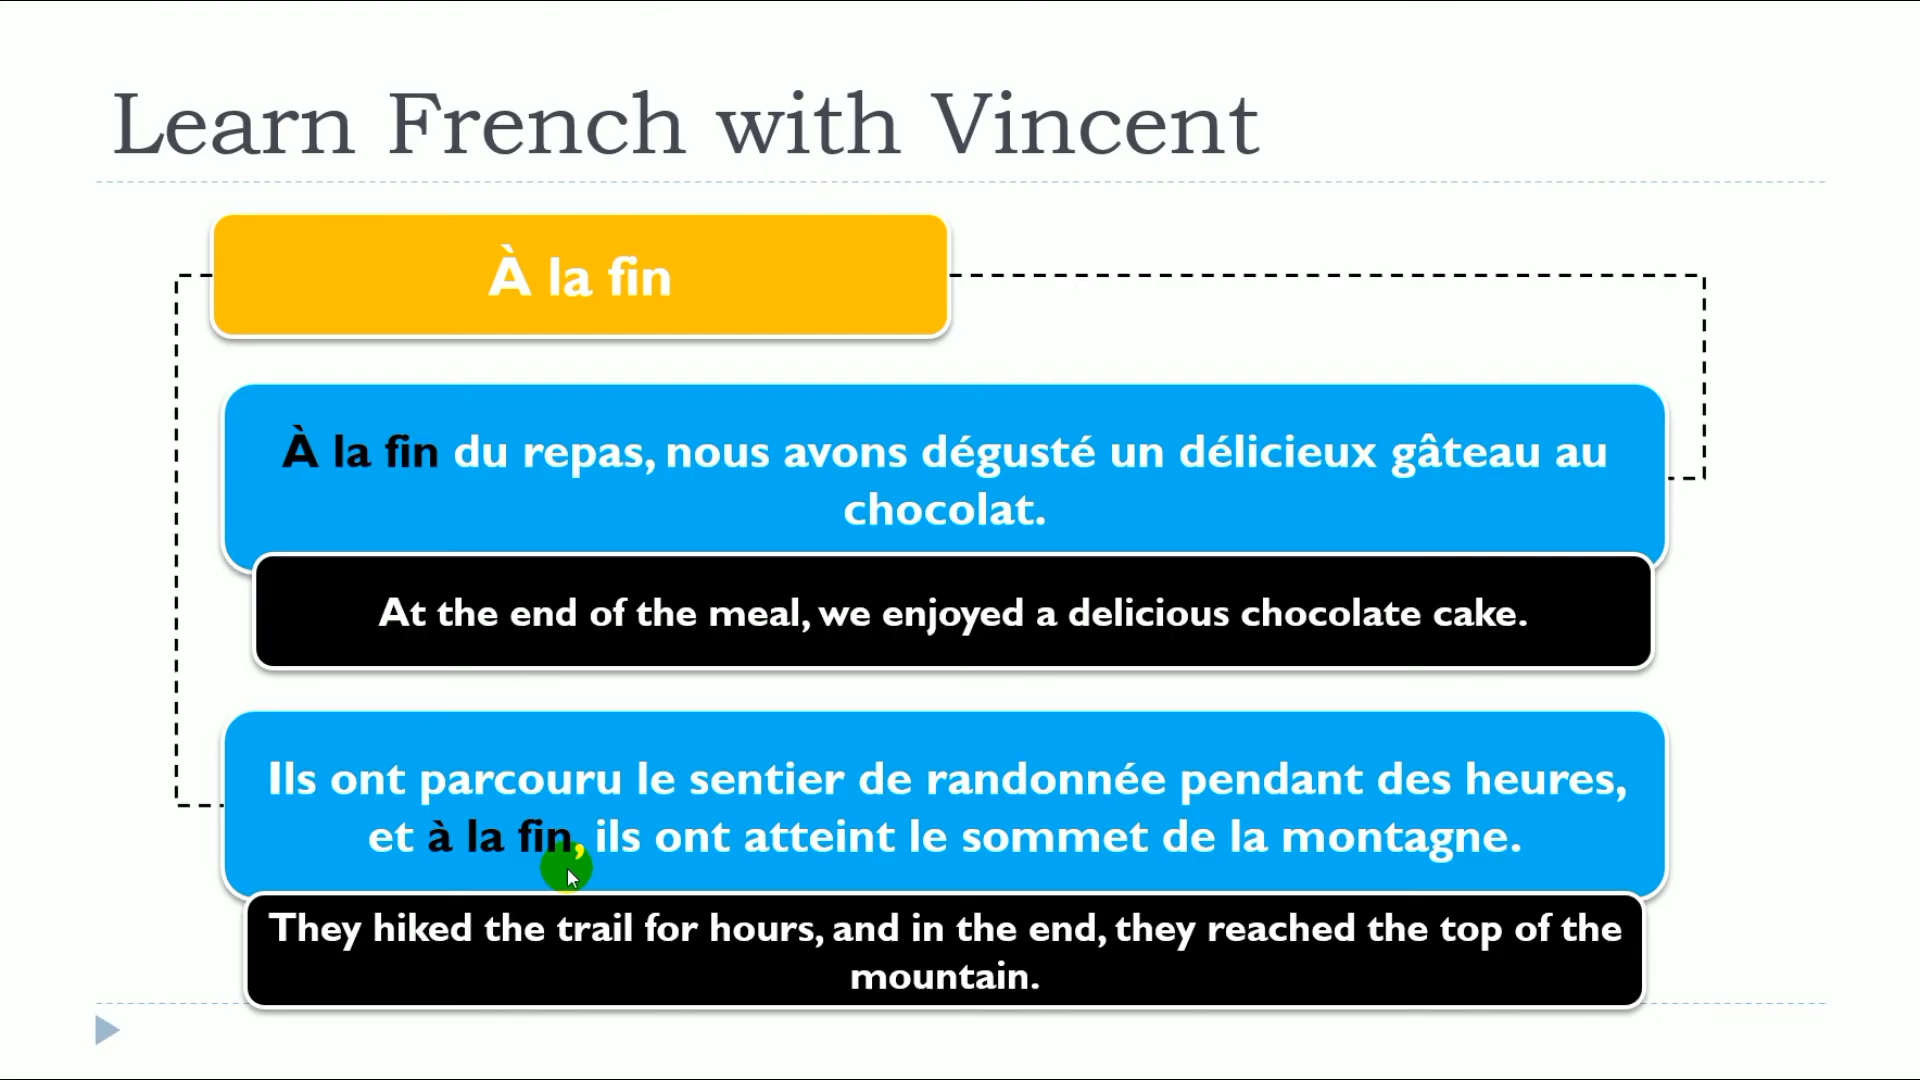 Learn French with Vincent
À la fin
À la fin du repas, nous avons dégusté un délicieux gâteau au
chocolat.
At the end of the meal, we enjoyed a delicious chocolate cake.
Ils ont parcouru le sentier de randonnée pendant des heures,
et à la fin, ils ont atteint le sommet de la montagne.
They hiked the trail for hours, and in the end, they reached the top of the
mountain.